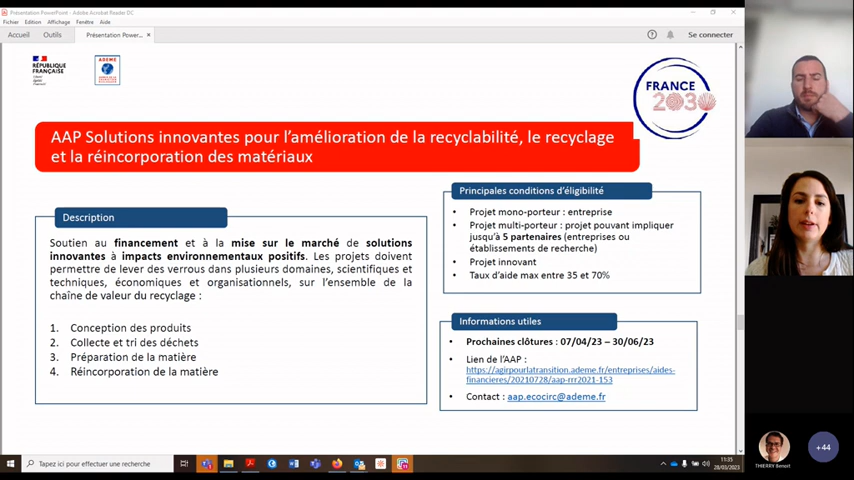 Présentation PowerPoint - Adobe Acrobat Reader DC
Fichier Edition Affichage Fenêtre Aide
Accueil Outils Présentation Power... × Se connecter
RÉPUBLIQUE
FRANÇAISE
Liberté
Égalité
Fraternité
ADEME
FRANCE
2030
AAP Solutions innovantes pour l'amélioration de la recyclabilité, le recyclage
et la réincorporation des matériaux
Description
Soutien au financement et à la mise sur le marché de solutions
innovantes à impacts environnementaux positifs. Les projets doivent
permettre de lever des verrous dans plusieurs domaines, scientifiques et
techniques, économiques et organisationnels, sur l'ensemble de la
chaîne de valeur du recyclage :
1. Conception des produits
2. Collecte et tri des déchets
3. Préparation de la matière
4. Réincorporation de la matière
Principales conditions d'éligibilité
• Projet mono-porteur : entreprise
• Projet multi-porteur : projet pouvant impliquer
jusqu'à 5 partenaires (entreprises ou
établissements de recherche)
• Projet innovant
• Taux d'aide max entre 35 et 70%
Informations utiles
• Prochaines clôtures : 07/04/23 – 30/06/23
• Lien de l'AAP :
https://agirpourlatransition.ademe.fr/entreprises/aides-
financieres/20210728/aap-rrr2021-153
• Contact : aap.ecocirc@ademe.fr
THIERRY Benoit
+44
Tapez ici pour effectuer une recherche
11:35
28/03/2023